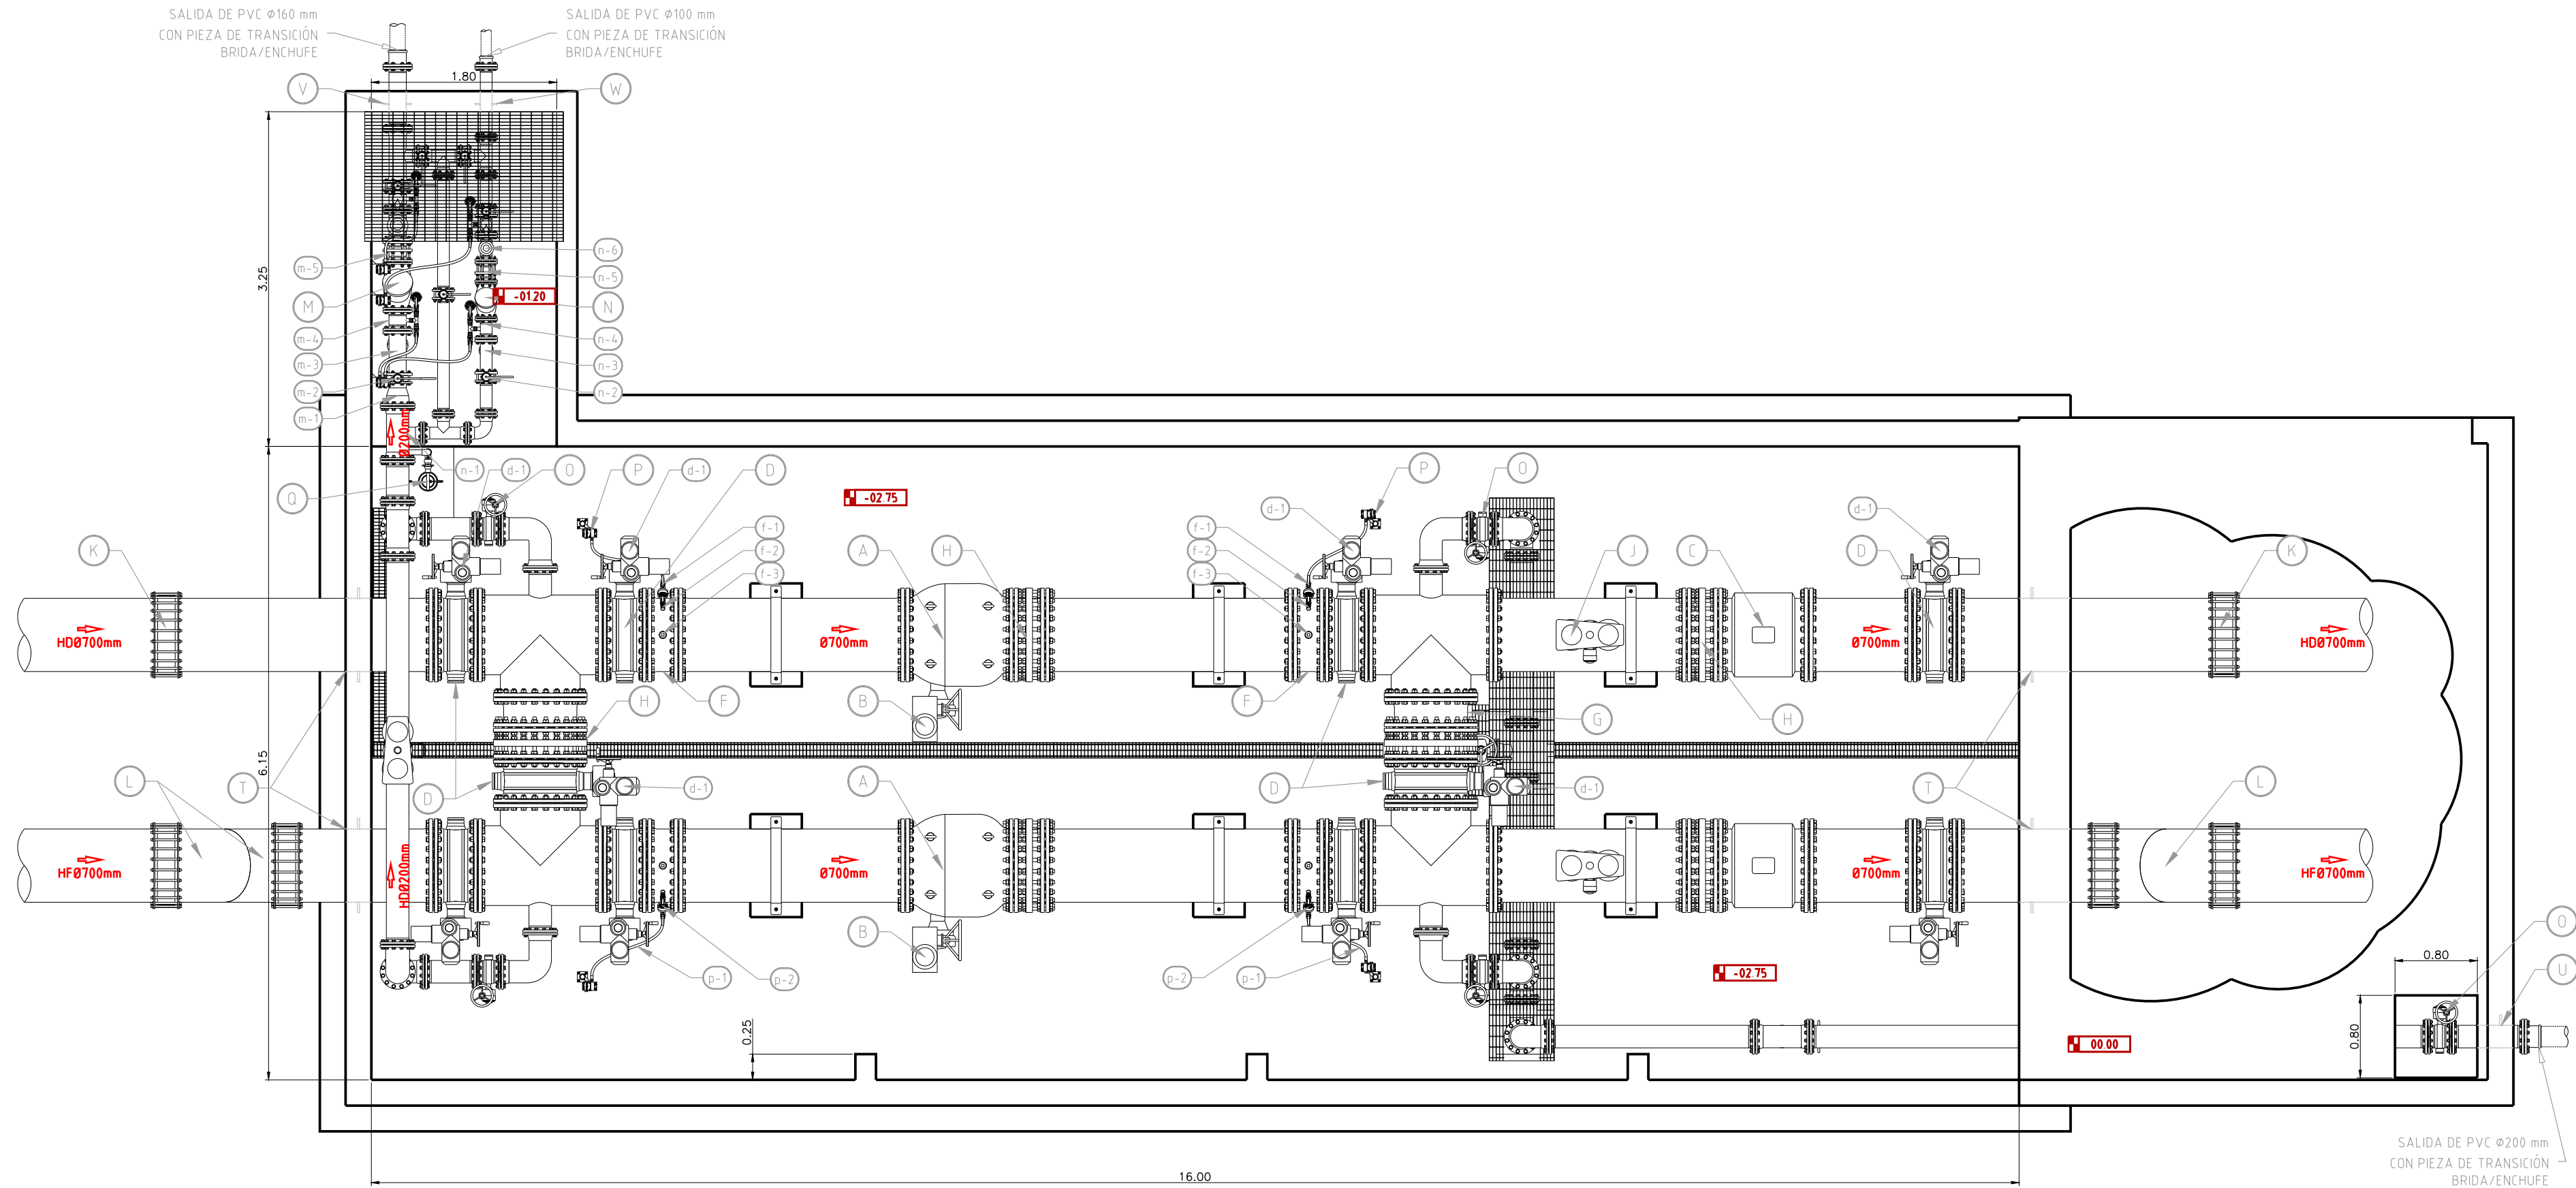 SALIDA DE PVC Ø160 mm
CON PIEZA DE TRANSICIÓN
BRIDA/ENCHUFE
SALIDA DE PVC Ø100 mm
CON PIEZA DE TRANSICIÓN
BRIDA/ENCHUFE
1.80
V
W
3.25
m-5
M
m-4
m-3
m-2
m-1
n-6
n-5
-01.20
N
n-4
n-3
n-2
Ø200mm
Q
n-1
d-1
O
P
d-1
D
-02.75
f-1
f-2
f-3
A
H
P
O
d-1
f-1
f-2
f-3
J
C
d-1
D
K
K
HDØ700mm
Ø700mm
Ø700mm
HDØ700mm
H
F
B
F
G
H
6.15
L
T
D
d-1
A
D
d-1
T
L
HFØ700mm
HDØ200mm
Ø700mm
Ø700mm
HFØ700mm
B
p-1
p-2
p-2
p-1
-02.75
O
U
0.80
0.80
0.25
00.00
16.00
SALIDA DE PVC Ø200 mm
CON PIEZA DE TRANSICIÓN
BRIDA/ENCHUFE